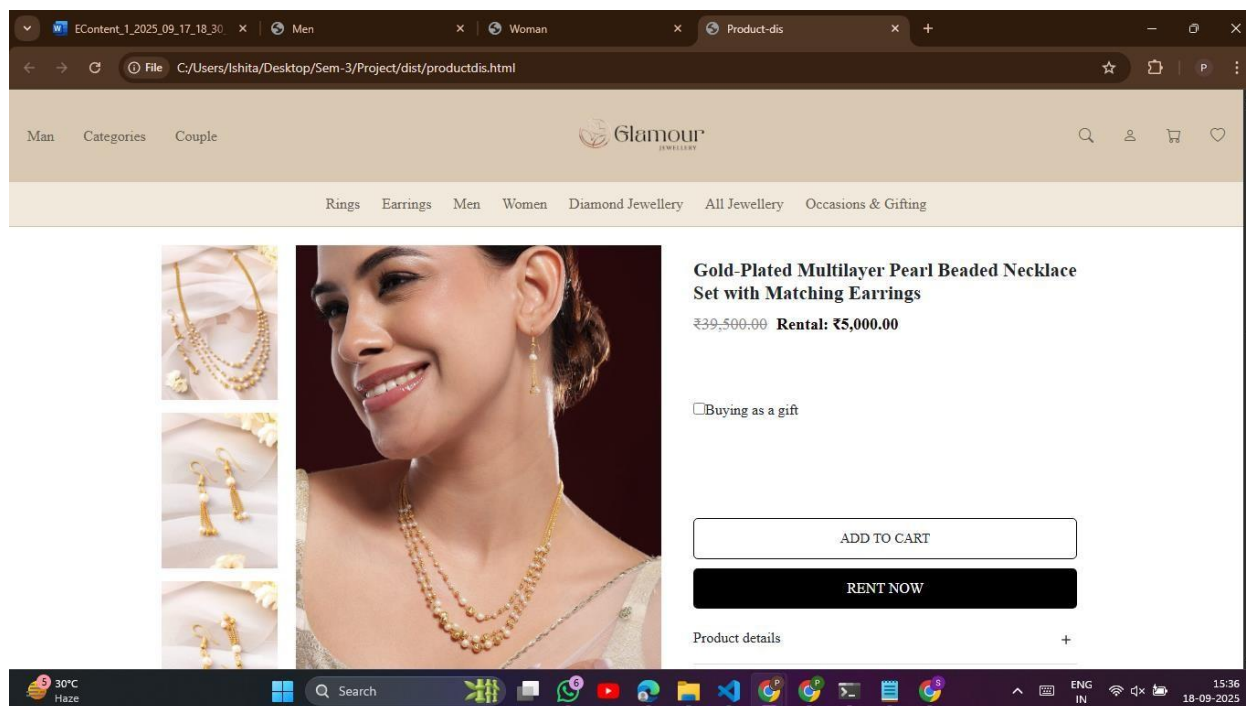 EContent_1_2025_09_17_18_30_
Men
Woman
Product-dis
File C:/Users/Ishita/Desktop/Sem-3/Project/dist/productdis.html
P
Man Categories Couple
Glamour
JEWELLERY
Rings Earrings Men Women Diamond Jewellery All Jewellery Occasions & Gifting
Gold-Plated Multilayer Pearl Beaded Necklace
Set with Matching Earrings
₹39,500.00 Rental: ₹5,000.00
Buying as a gift
ADD TO CART
RENT NOW
Product details +
5
30°C
Haze
Search
6
P
P
S
ENG
IN
15:36
18-09-2025